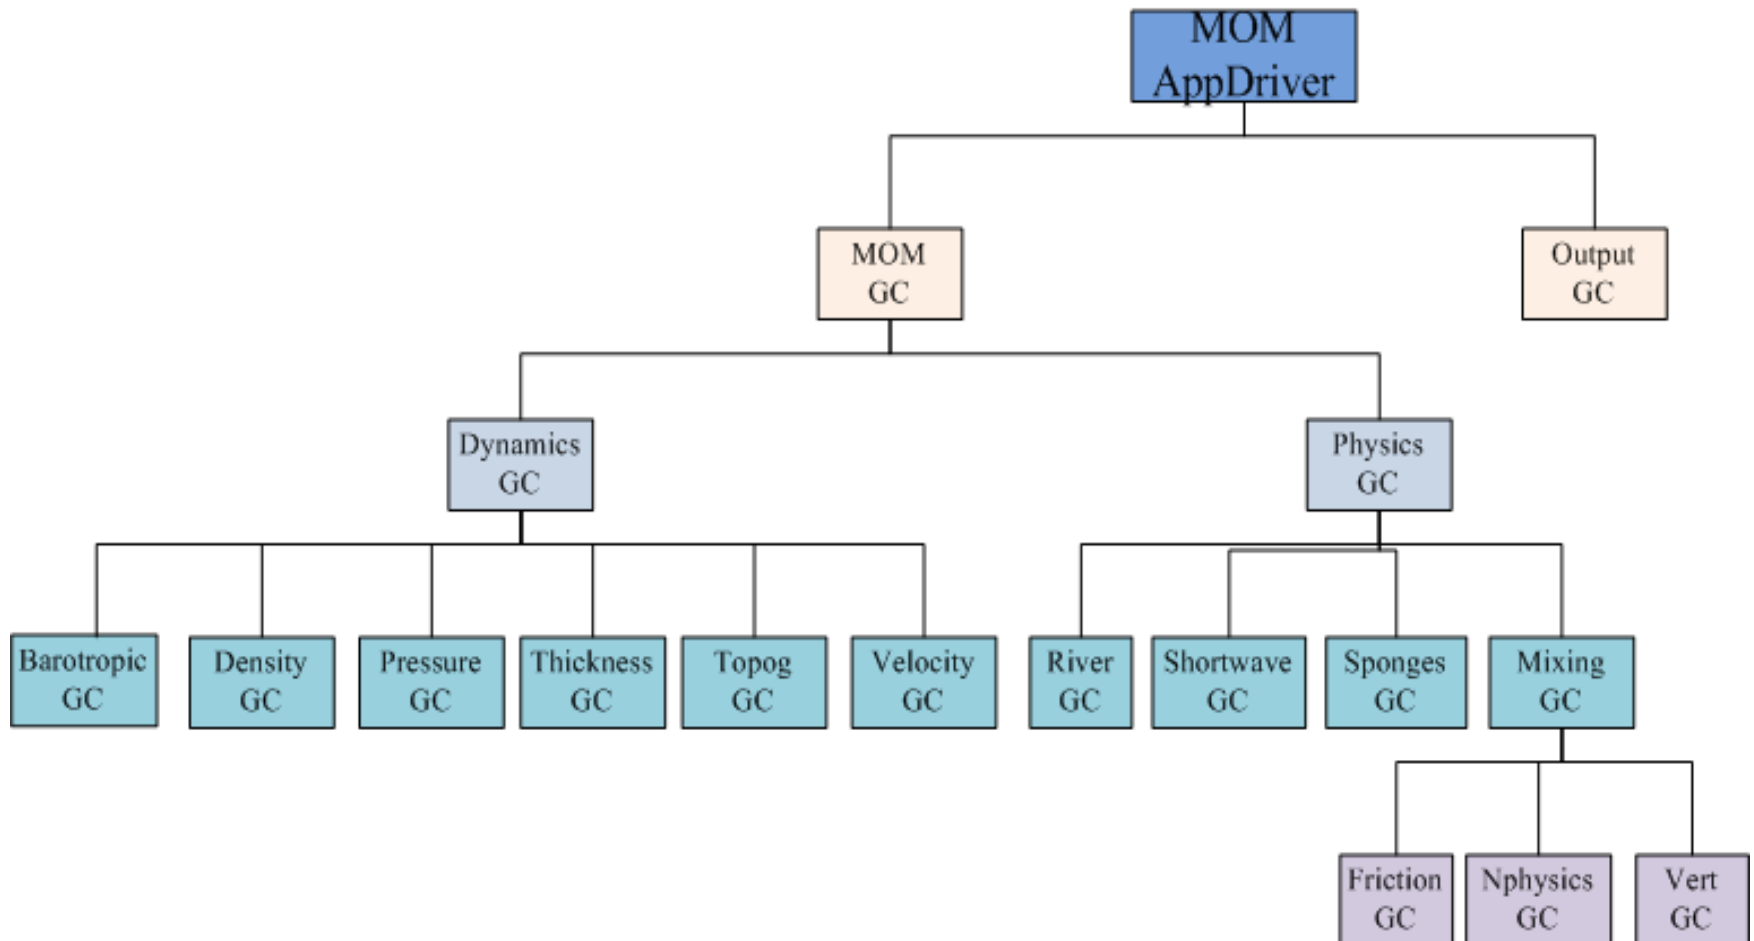 MOM
AppDriver
MOM
GC
Output
GC
Dynamics
GC
Physics
GC
Barotropic
GC
Density
GC
Pressure
GC
Thickness
GC
Topog
GC
Velocity
GC
River
GC
Shortwave
GC
Sponges
GC
Mixing
GC
Friction
GC
Nphysics
GC
Vert
GC